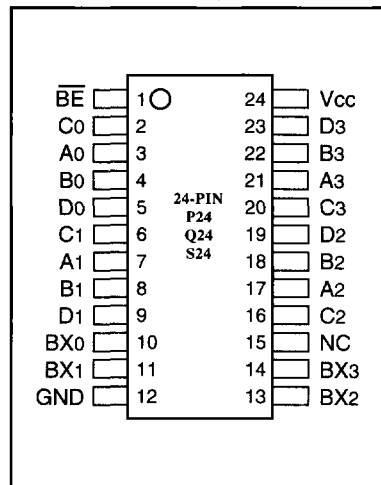 B̅E̅ 1 24 Vcc
C0 2 23 D3
A0 3 22 B3
B0 4 21 A3
D0 5 20 C3
C1 6 19 D2
A1 7 18 B2
B1 8 17 A2
D1 9 16 C2
BX0 10 15 NC
BX1 11 14 BX3
GND 12 13 BX2
24-PIN
P24
Q24
S24